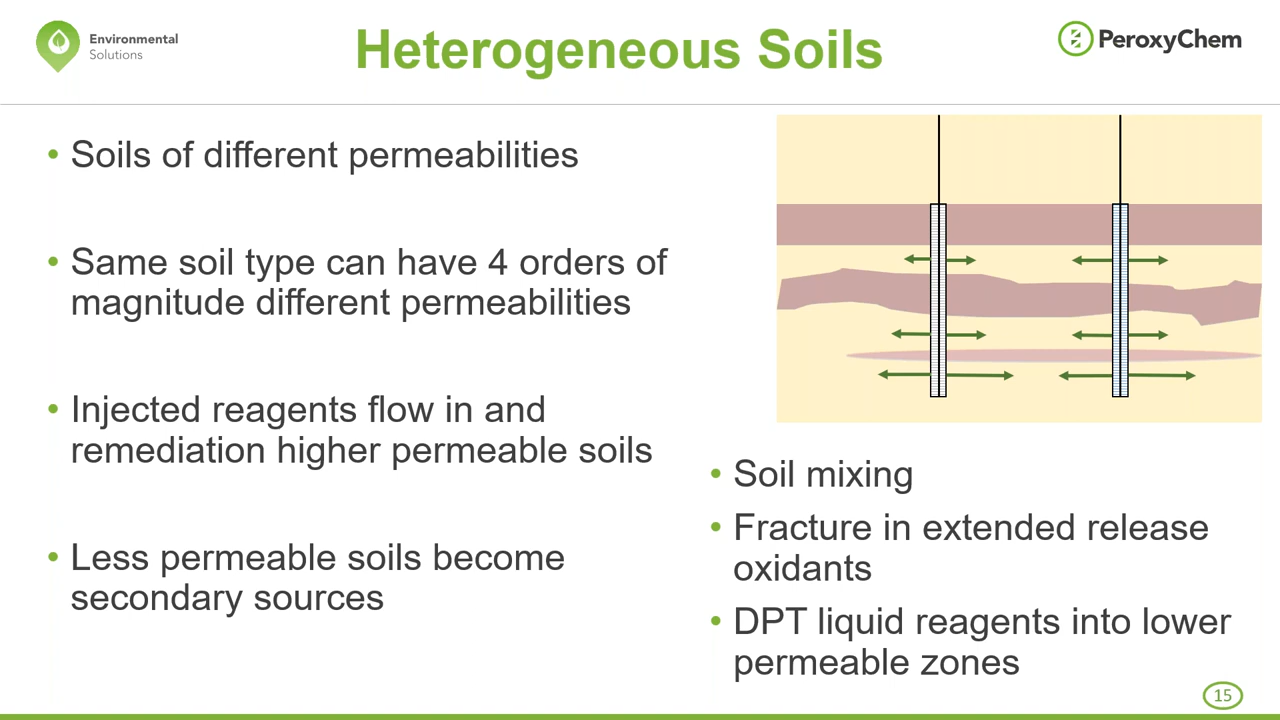 Environmental
Solutions
Heterogeneous Soils
PeroxyChem
• Soils of different permeabilities
• Same soil type can have 4 orders of
magnitude different permeabilities
• Injected reagents flow in and
remediation higher permeable soils
• Less permeable soils become
secondary sources
• Soil mixing
• Fracture in extended release
oxidants
• DPT liquid reagents into lower
permeable zones
15